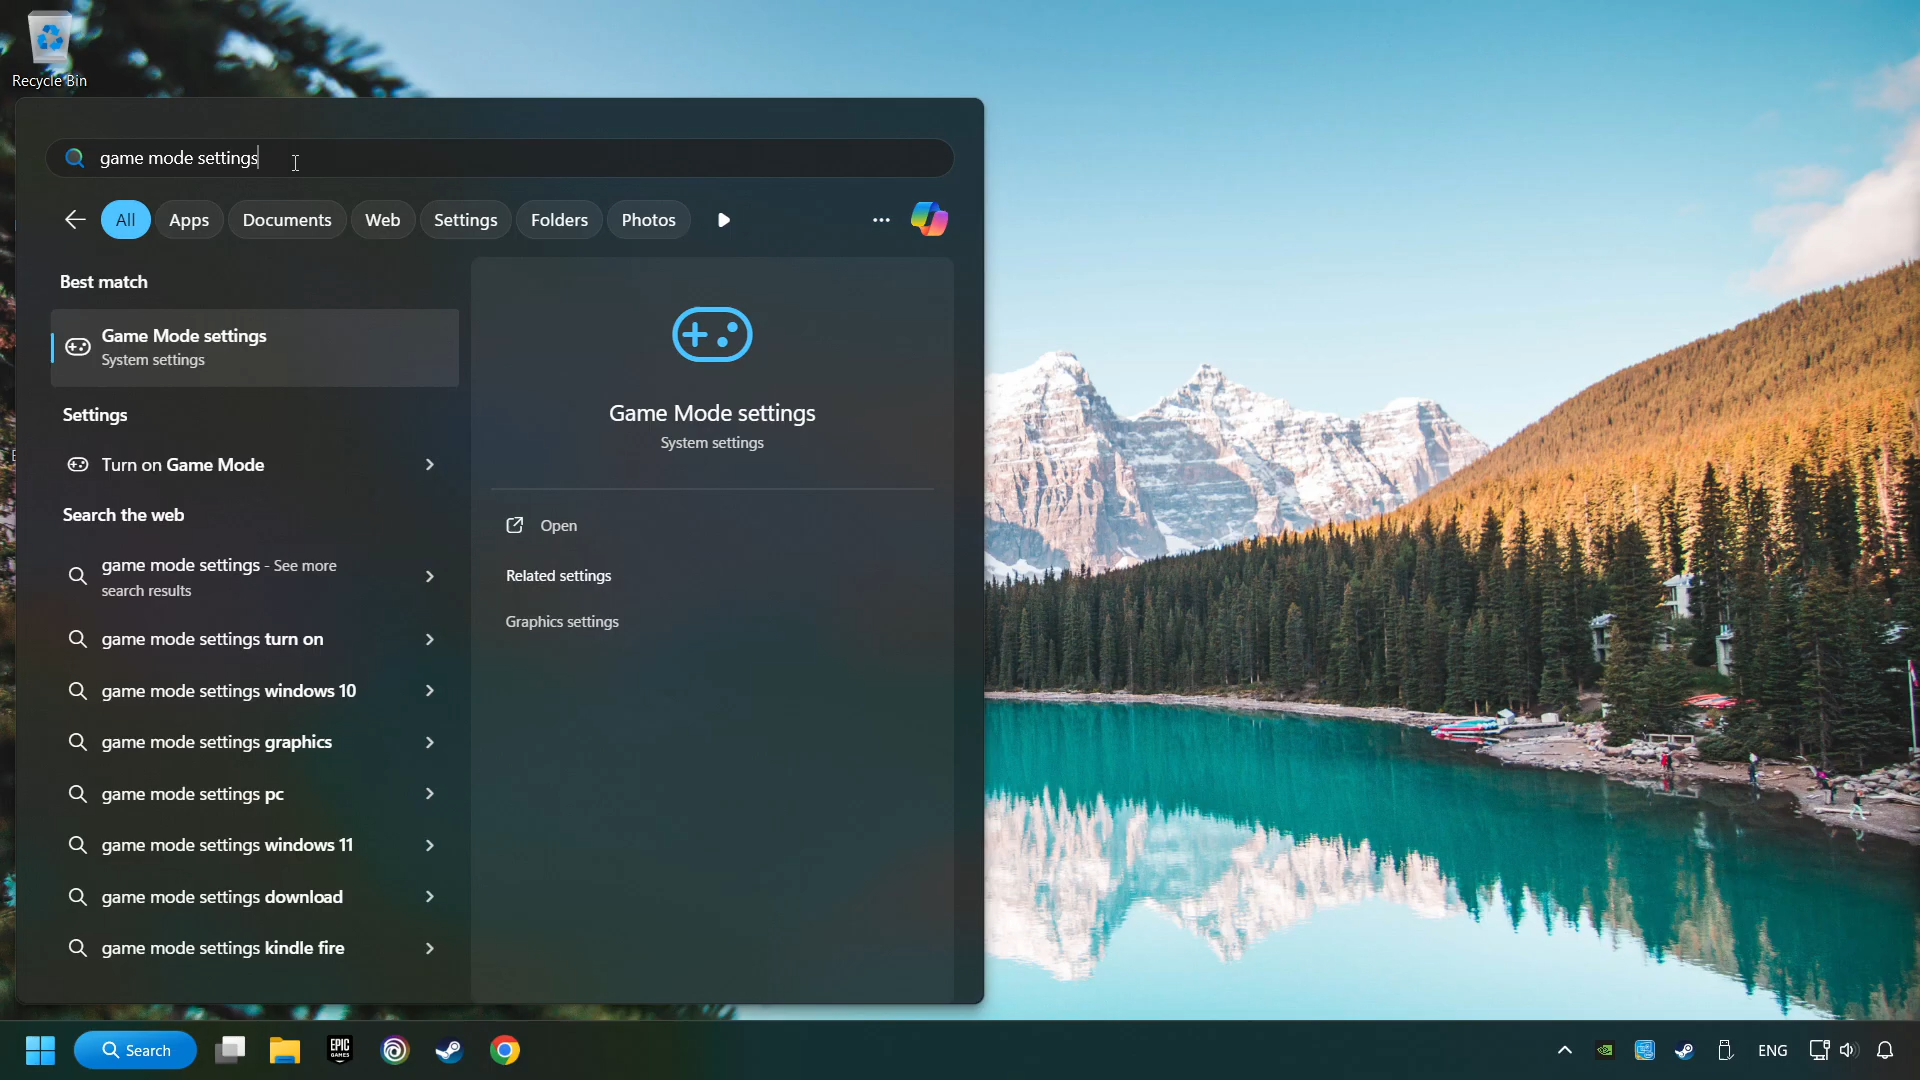 Recycle Bin
game mode settings
All
Apps
Documents
Web
Settings
Folders
Photos
Best match
Game Mode settings
System settings
Settings
Turn on Game Mode
Search the web
game mode settings - See more
search results
game mode settings turn on
game mode settings windows 10
game mode settings graphics
game mode settings pc
game mode settings windows 11
game mode settings download
game mode settings kindle fire
Game Mode settings
System settings
Open
Related settings
Graphics settings
Search
EPIC
GAMES
ENG